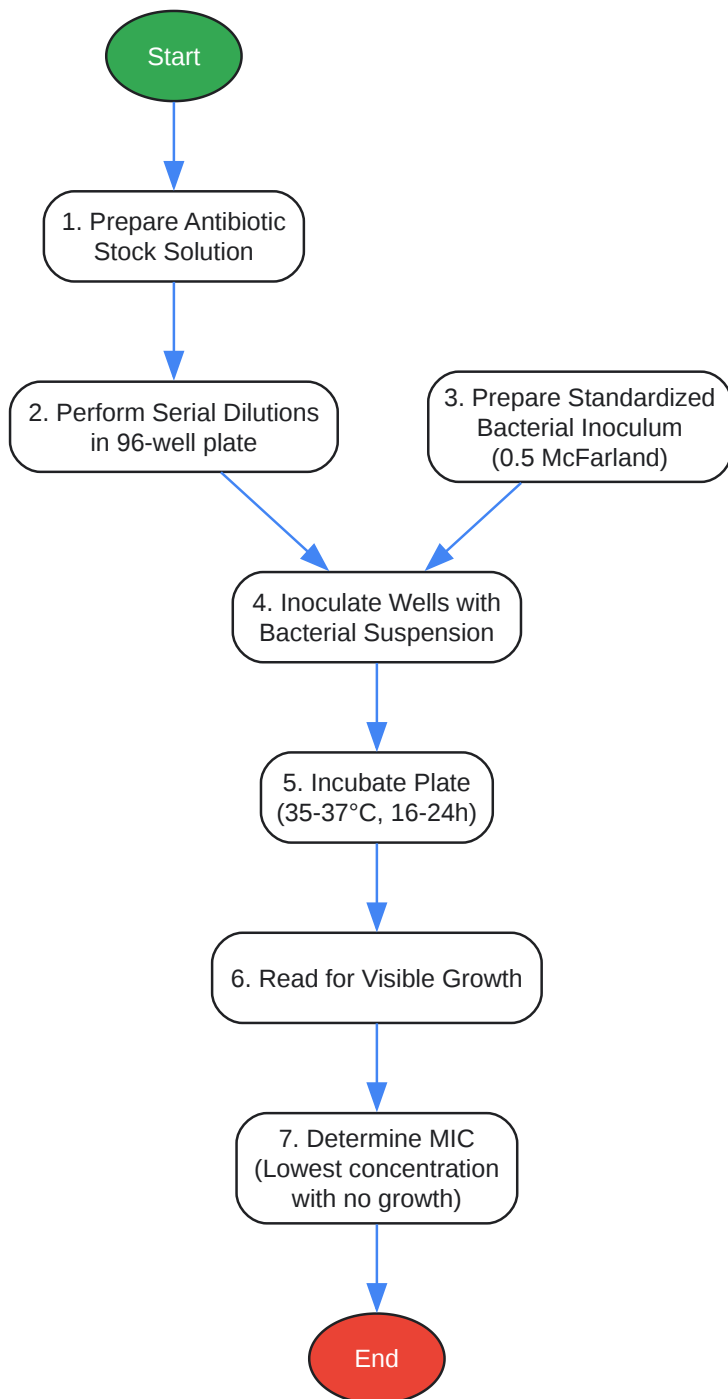 Start
1. Prepare Antibiotic
Stock Solution
2. Perform Serial Dilutions
in 96-well plate
3. Prepare Standardized
Bacterial Inoculum
(0.5 McFarland)
4. Inoculate Wells with
Bacterial Suspension
5. Incubate Plate
(35-37°C, 16-24h)
6. Read for Visible Growth
7. Determine MIC
(Lowest concentration
with no growth)
End